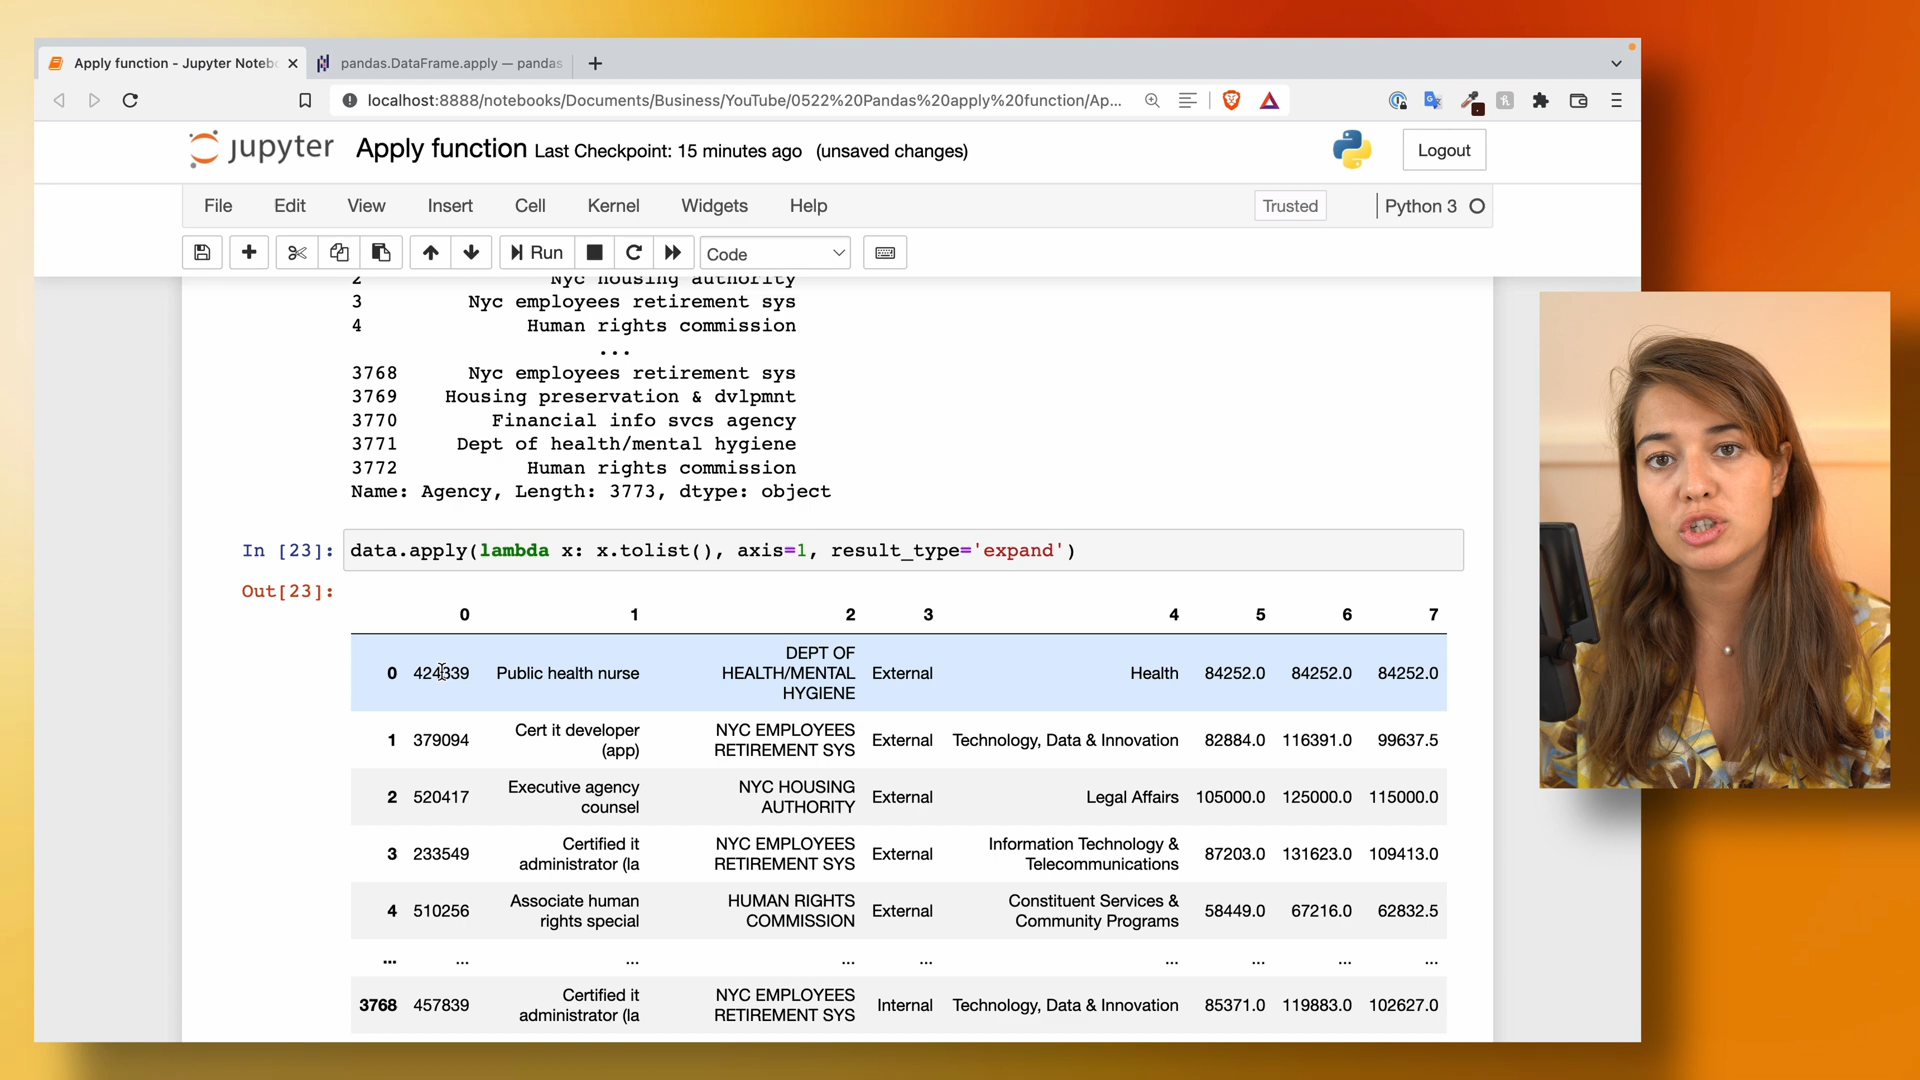 Apply function - Jupyter Noteb
pandas.DataFrame.apply — pandas
localhost:8888/notebooks/Documents/Business/YouTube/0522%20Pandas%20apply%20function/Ap...
jupyter Apply function Last Checkpoint: 15 minutes ago (unsaved changes)
Logout
File Edit View Insert Cell Kernel Widgets Help
Trusted
Python 3
Run
Code
2 Nyc housing authority
3 Nyc employees retirement sys
4 Human rights commission
...
3768 Nyc employees retirement sys
3769 Housing preservation & dvlpmnt
3770 Financial info svcs agency
3771 Dept of health/mental hygiene
3772 Human rights commission
Name: Agency, Length: 3773, dtype: object
In [23]: data.apply(lambda x: x.tolist(), axis=1, result_type='expand')
Out[23]:
0 1 2 3 4 5 6 7
0 424339 Public health nurse DEPT OF HEALTH/MENTAL HYGIENE External Health 84252.0 84252.0 84252.0
1 379094 Cert it developer (app) NYC EMPLOYEES RETIREMENT SYS External Technology, Data & Innovation 82884.0 116391.0 99637.5
2 520417 Executive agency counsel NYC HOUSING AUTHORITY External Legal Affairs 105000.0 125000.0 115000.0
3 233549 Certified it administrator (la NYC EMPLOYEES RETIREMENT SYS External Information Technology & Telecommunications 87203.0 131623.0 109413.0
4 510256 Associate human rights special HUMAN RIGHTS COMMISSION External Constituent Services & Community Programs 58449.0 67216.0 62832.5
... ... ... ... ... ... ... ... ...
3768 457839 Certified it administrator (la NYC EMPLOYEES RETIREMENT SYS Internal Technology, Data & Innovation 85371.0 119883.0 102627.0